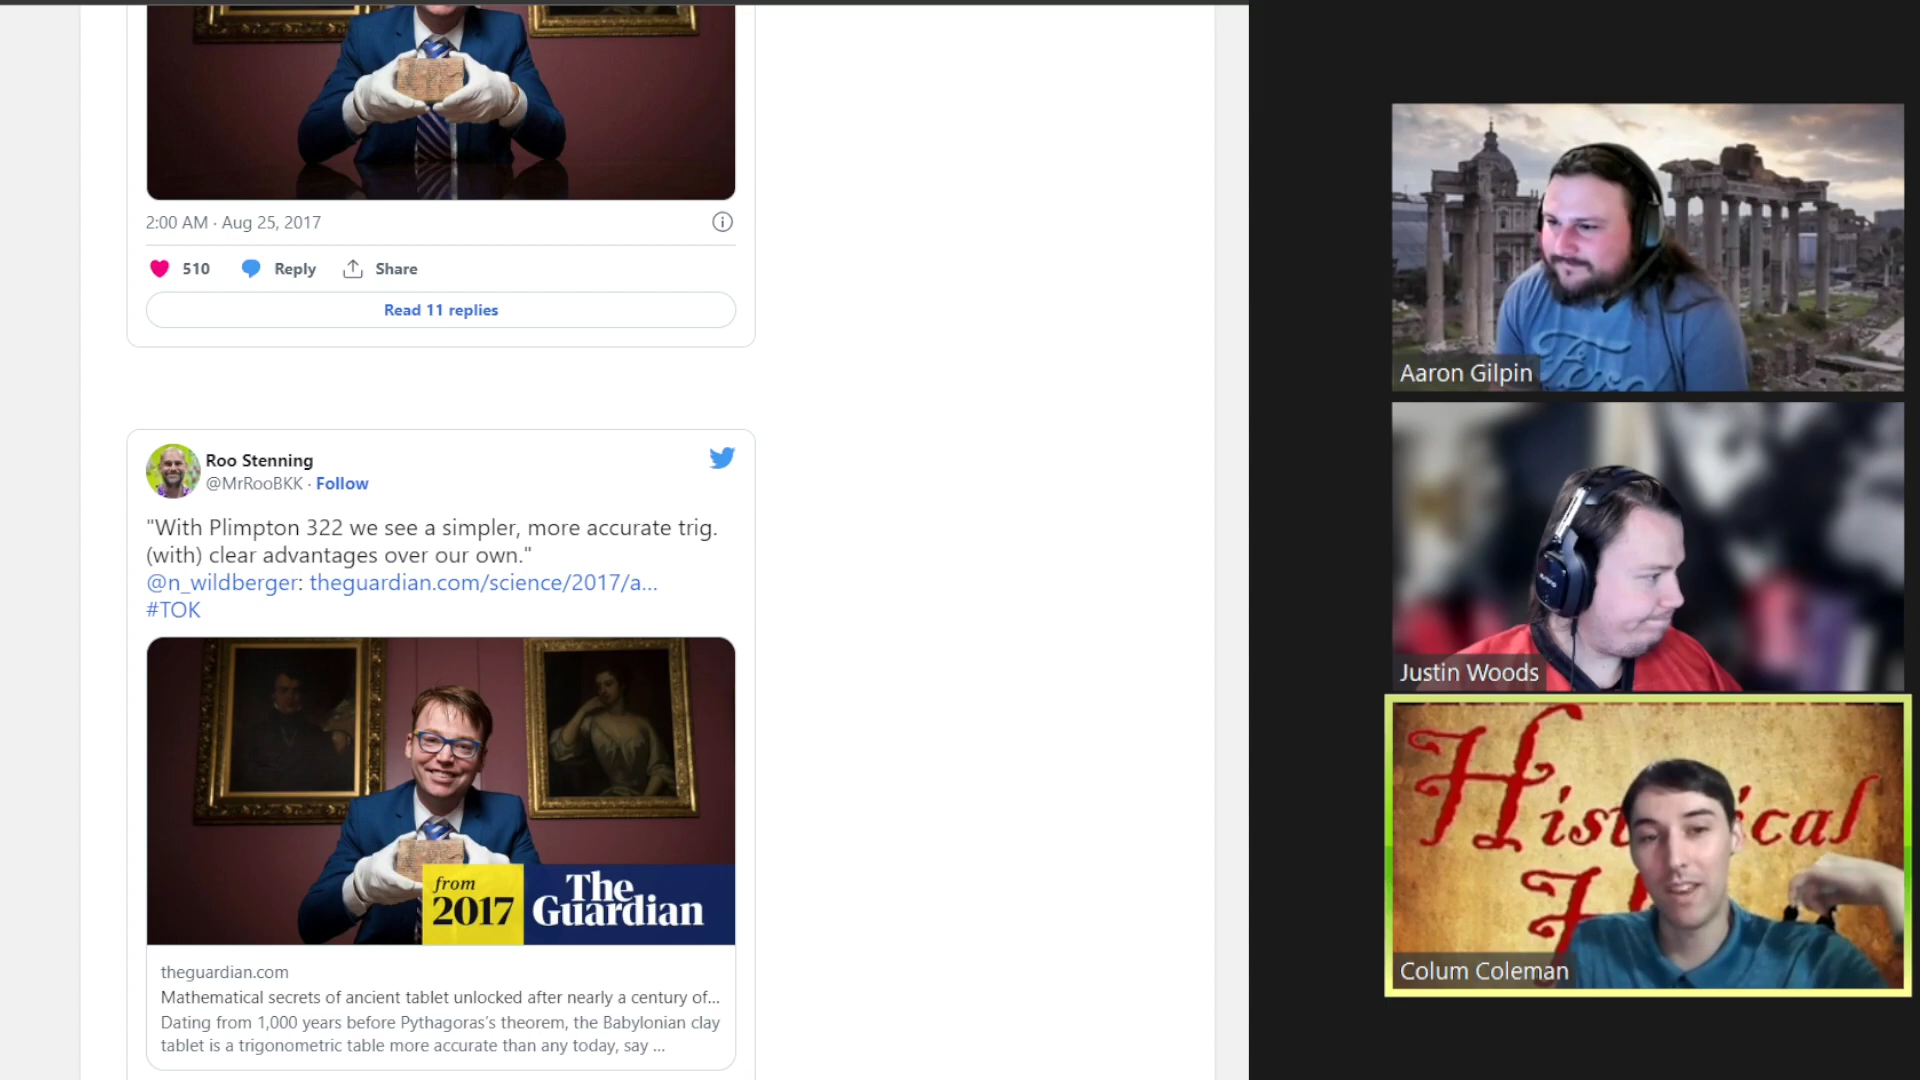 2:00 AM · Aug 25, 2017
510 Reply Share
Read 11 replies
Roo Stenning
@MrRooBKK · Follow
"With Plimpton 322 we see a simpler, more accurate trig.
(with) clear advantages over our own."
@n_wildberger: theguardian.com/science/2017/a...
#TOK
from
2017
The
Guardian
theguardian.com
Mathematical secrets of ancient tablet unlocked after nearly a century of...
Dating from 1,000 years before Pythagoras's theorem, the Babylonian clay
tablet is a trigonometric table more accurate than any today, say ...
Aaron Gilpin
Justin Woods
Colum Coleman